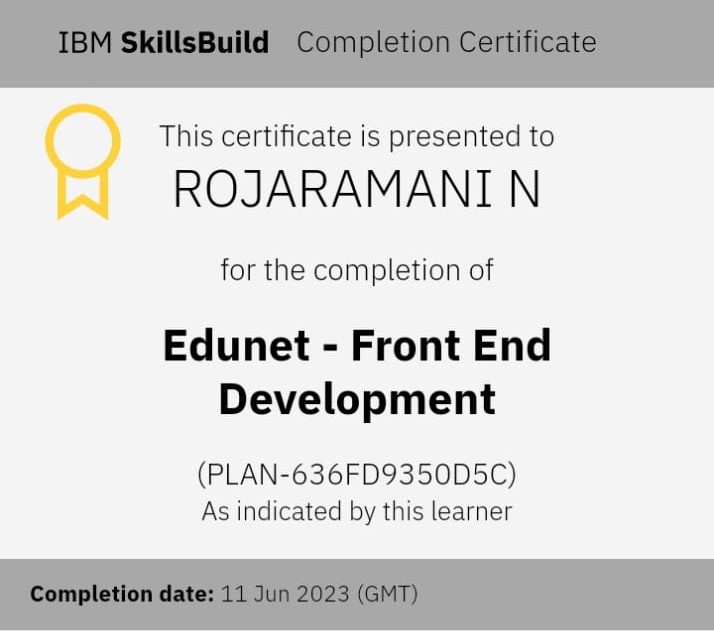 IBM SkillsBuild Completion Certificate
This certificate is presented to
ROJARAMANI N
for the completion of
Edunet - Front End
Development
(PLAN-636FD9350D5C)
As indicated by this learner
Completion date: 11 Jun 2023 (GMT)